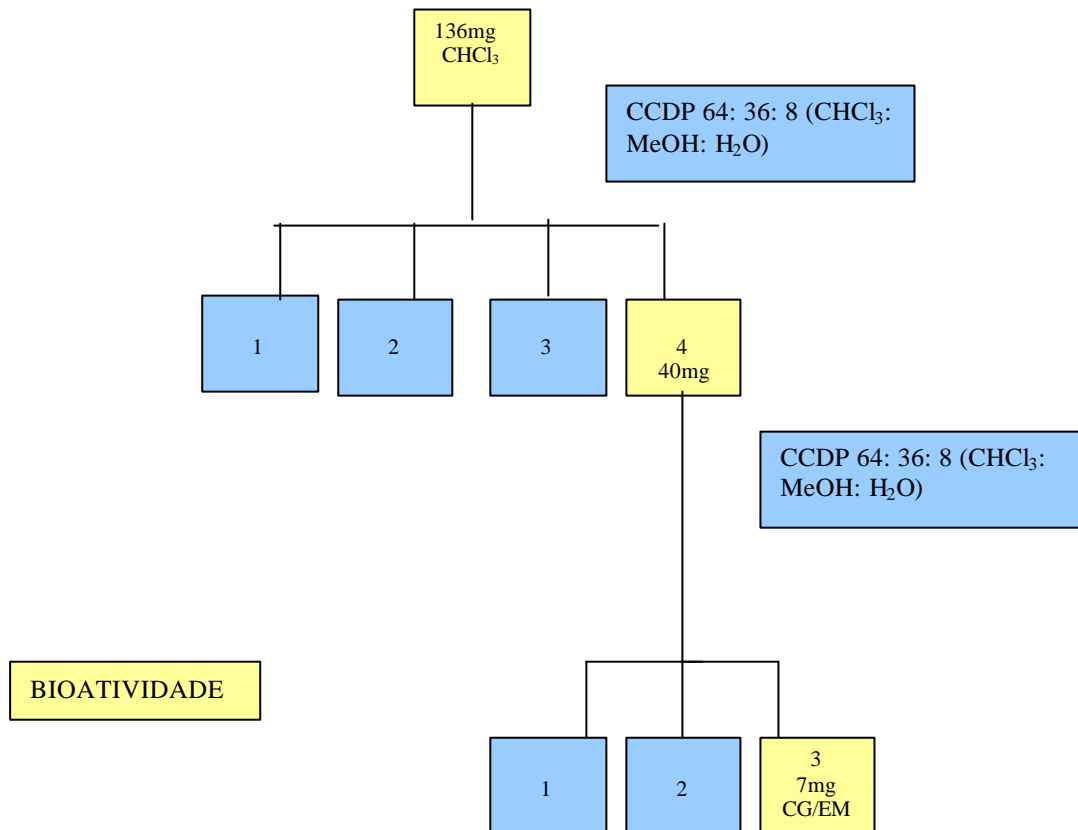 136mg
CHCl₃
CCDP 64: 36: 8 (CHCl₃:
MeOH: H₂O)
1
2
3
4
40mg
CCDP 64: 36: 8 (CHCl₃:
MeOH: H₂O)
BIOATIVIDADE
1
2
3
7mg
CG/EM